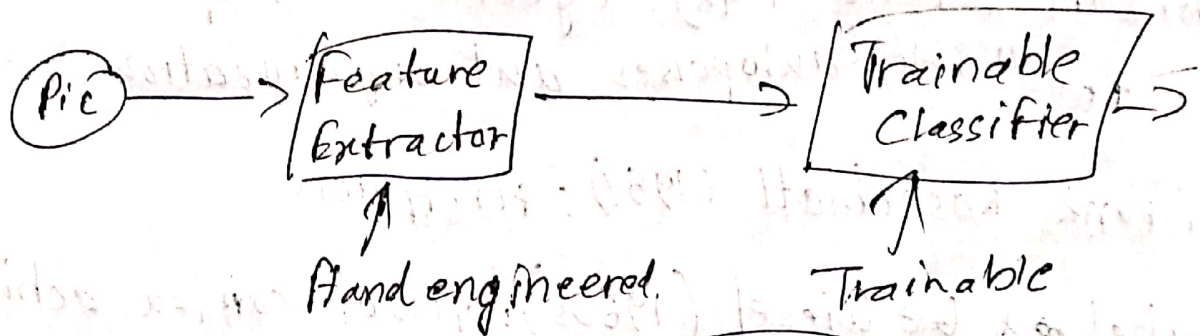 Pic
Feature
Extractor
Trainable
Classifier
Hand engineered.
Trainable